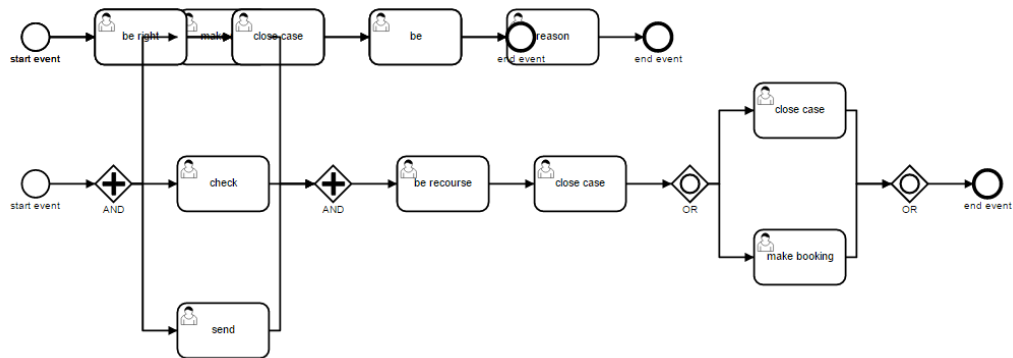 be right
mak
close case
be
reason
start event
end event
end event
close case
check
be recourse
close case
start event
AND
AND
OR
OR
end event
make booking
send